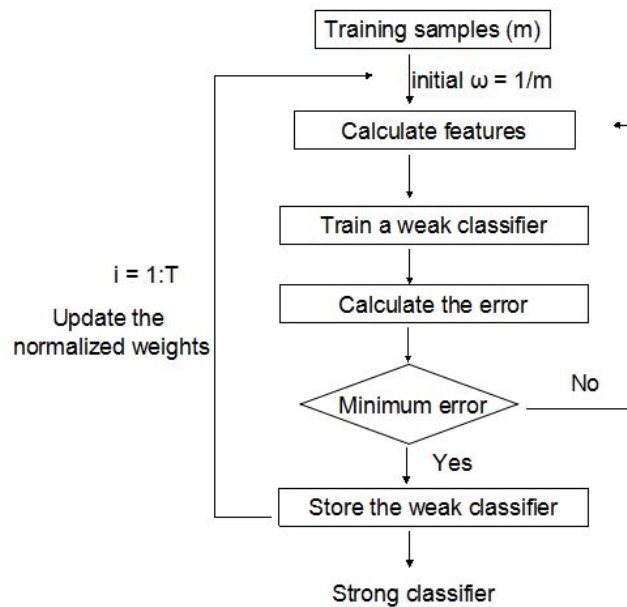 Training samples (m)
initial ω = 1/m
Calculate features
Train a weak classifier
i = 1:T
Calculate the error
Update the
normalized weights
Minimum error
No
Yes
Store the weak classifier
Strong classifier